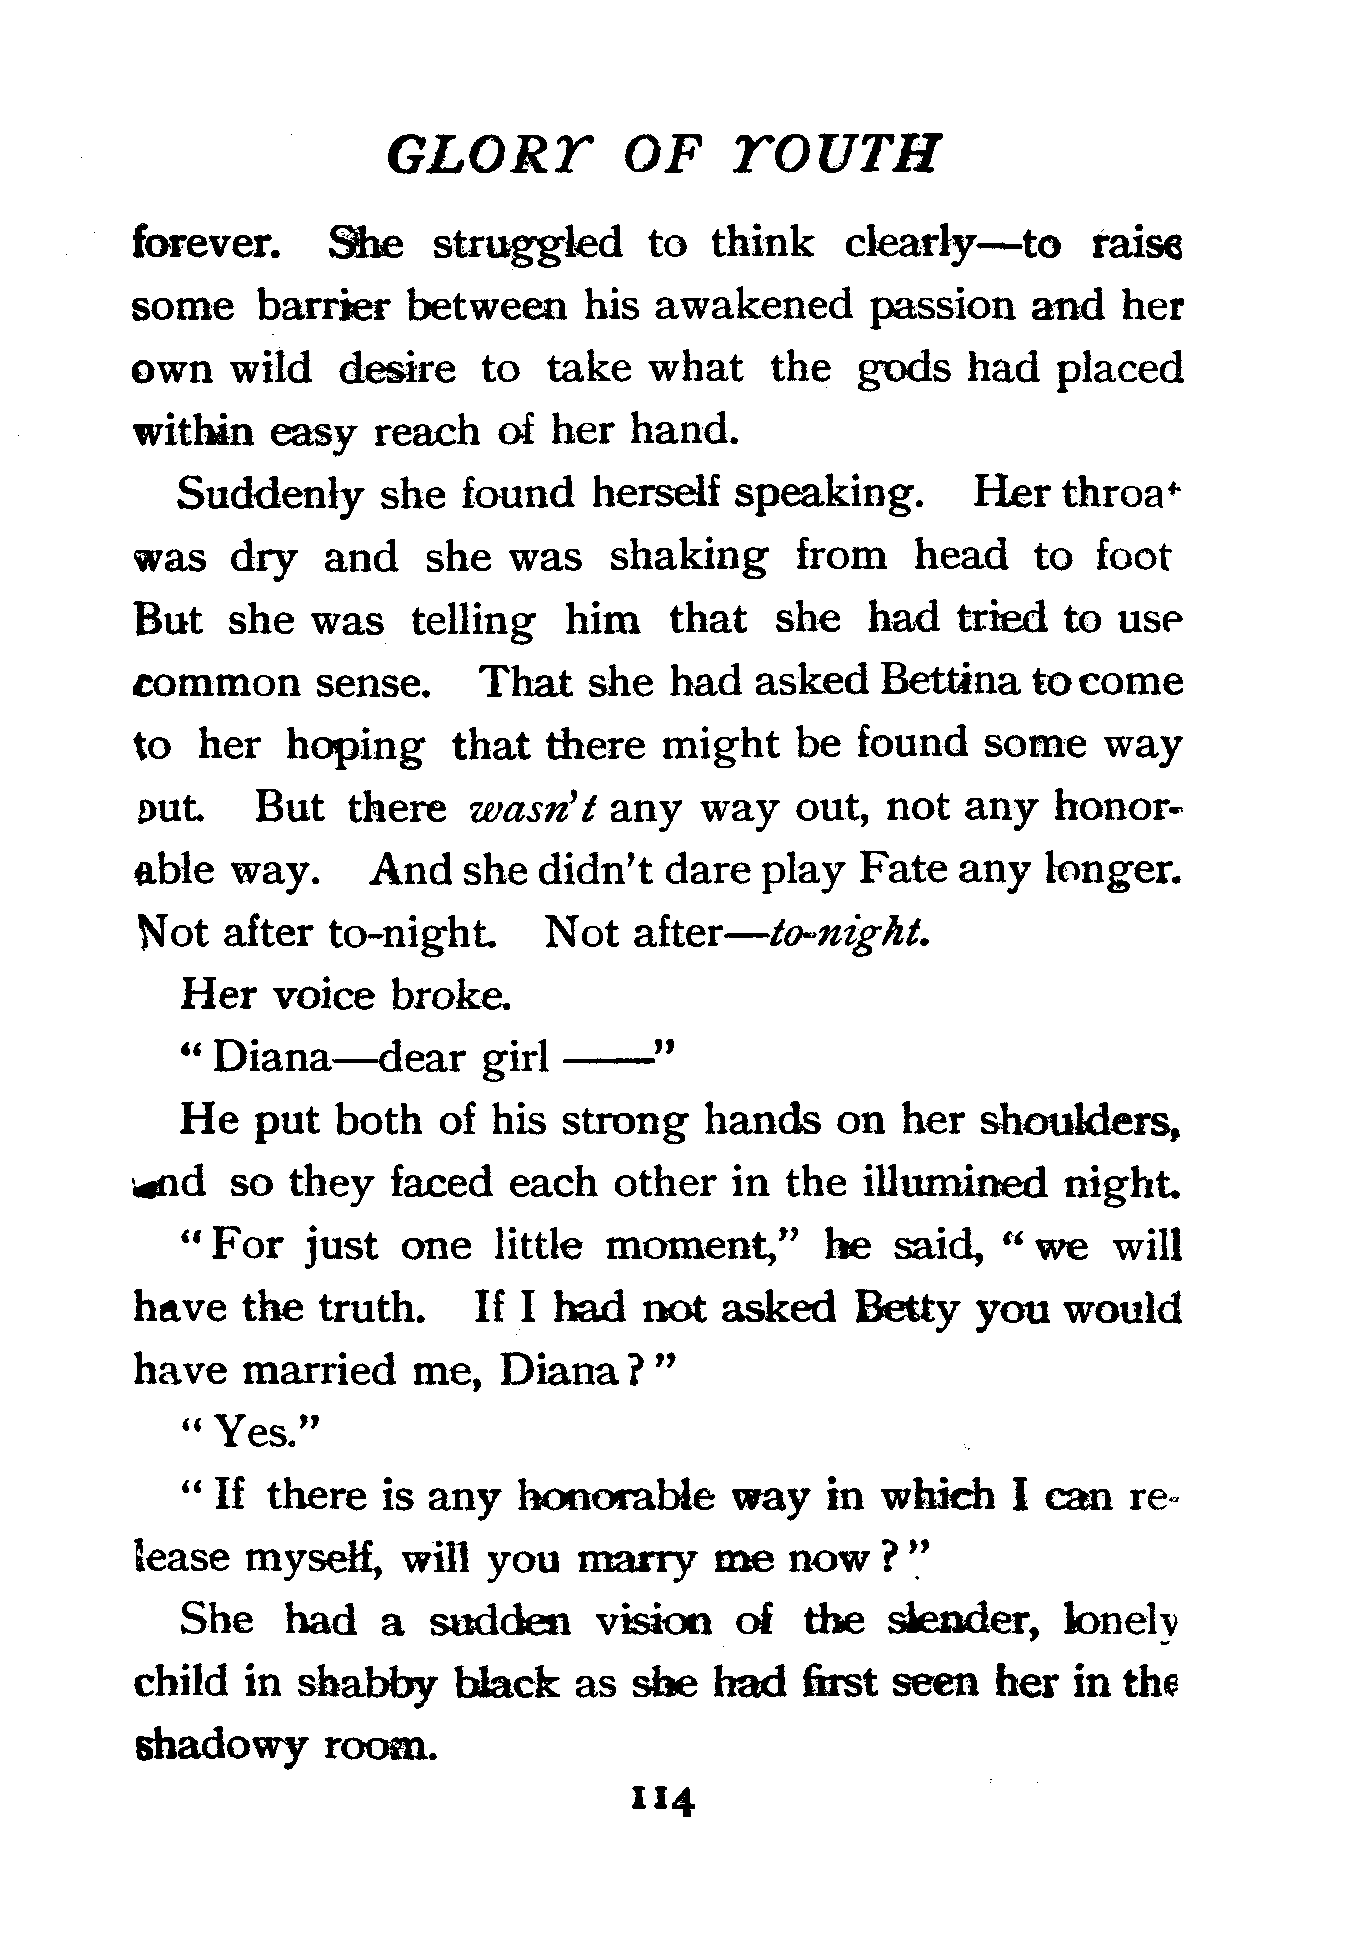 GLORY OF YOUTH
forever. She struggled to think clearly—to raise
some barrier between his awakened passion and her
own wild desire to take what the gods had placed
within easy reach of her hand.
Suddenly she found herself speaking. Her throat
was dry and she was shaking from head to foot
But she was telling him that she had tried to use
common sense. That she had asked Bettina to come
to her hoping that there might be found some way
out. But there wasn't any way out, not any honor-
able way. And she didn't dare play Fate any longer.
Not after to-night. Not after—to-night.
Her voice broke.
"Diana—dear girl ——"
He put both of his strong hands on her shoulders,
and so they faced each other in the illumined night.
"For just one little moment," he said, "we will
have the truth. If I had not asked Betty you would
have married me, Diana?"
"Yes."
"If there is any honorable way in which I can re-
lease myself, will you marry me now?"
She had a sudden vision of the slender, lonely
child in shabby black as she had first seen her in the
shadowy room.
114